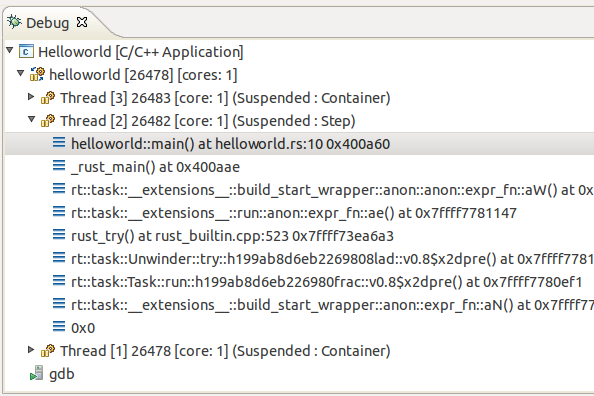 Debug
Helloworld [C/C++ Application]
helloworld [26478] [cores: 1]
Thread [3] 26483 [core: 1] (Suspended : Container)
Thread [2] 26482 [core: 1] (Suspended : Step)
helloworld::main() at helloworld.rs:10 0x400a60
_rust_main() at 0x400aae
rt::task::__extensions__::build_start_wrapper::anon::anon::expr_fn::aW() at 0x
rt::task::__extensions__::run::anon::expr_fn::ae() at 0x7ffff7781147
rust_try() at rust_builtin.cpp:523 0x7ffff73ea6a3
rt::task::Unwinder::try::h199ab8d6eb2269808lad::v0.8$x2dpre() at 0x7ffff7781
rt::task::Task::run::h199ab8d6eb226980frac::v0.8$x2dpre() at 0x7ffff7780ef1
rt::task::__extensions__::build_start_wrapper::anon::expr_fn::aN() at 0x7ffff77
0x0
Thread [1] 26478 [core: 1] (Suspended : Container)
gdb